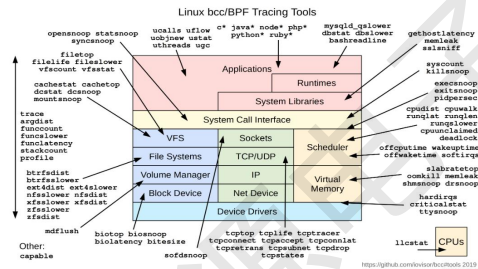 Linux bcc/BPF Tracing Tools
opensnoop statsnoop
syncsnoop
ucalls uflow
uobjnew ustat
uthreads ugc
c* java* node* php*
python* ruby*
mysqld_qslower
dbstat dbslower
bashreadline
gethostlatency
memleak
sslsniff
filetop
filelife fileslower
vfscount vfsstat
cachestat cachetop
dcstat dcsnoop
mountsnoop
trace
argdist
funccount
funcslower
funclatency
stackcount
profile
btrfsdist
btrfsslower
ext4dist ext4slower
nfsslower nfsdist
xfsslower xfsdist
zfsslower
zfsdist
mdflush
Other:
capable
Applications
Runtimes
System Libraries
System Call Interface
VFS
Sockets
Scheduler
File Systems
TCP/UDP
Volume Manager
IP
Virtual
Memory
Block Device
Net Device
Device Drivers
syscount
killsnoop
execsnoop
exitsnoop
pidpersec
cpudist cpuwalk
runqlat runqlen
runqslower
cpuunclaimed
deadlock
offcputime wakeuptime
offwaketime softirqs
slabratetop
oomkill memleak
shmsnoop drsnoop
hardirqs
criticalstat
ttysnoop
biotop biosnoop
biolatency bitesize
sofdsnoop
tcptop tcplife tcptracer
tcpconnect tcpaccept tcpconnlat
tcpretrans tcpsubnet tcpdrop
tcpstates
llcstat
CPUs
https://github.com/iovisor/bcc#tools 2019